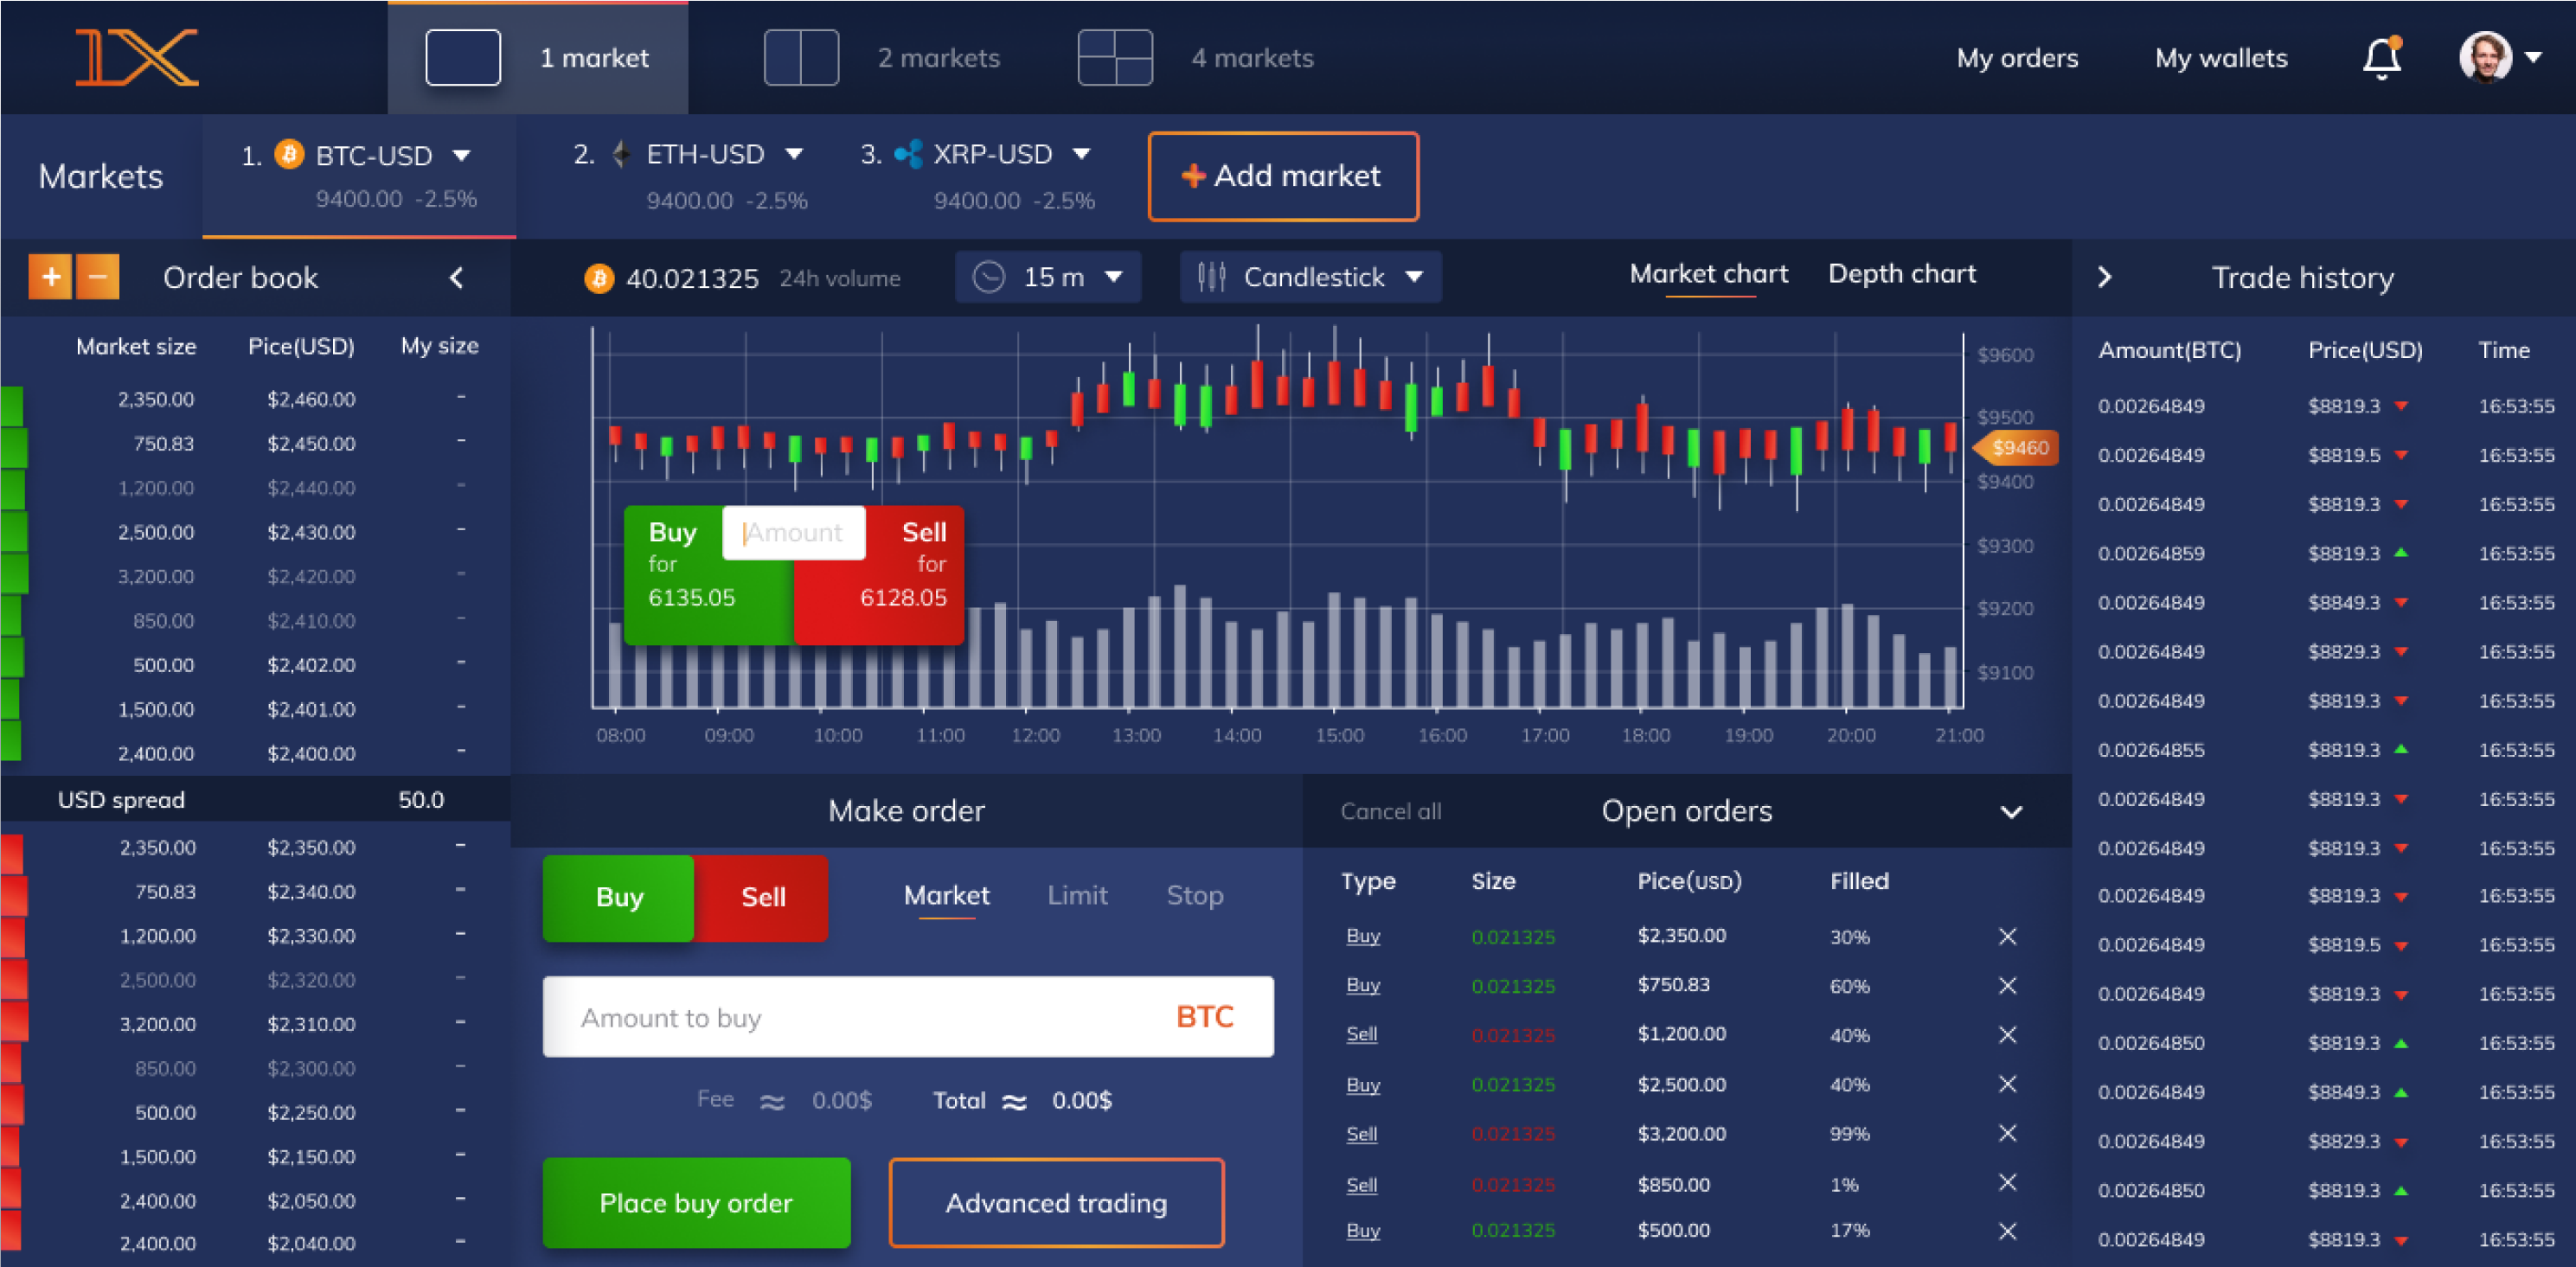 1X
1 market
2 markets
4 markets
My orders
My wallets
Markets
1. BTC-USD
9400.00 -2.5%
2. ETH-USD
9400.00 -2.5%
3. XRP-USD
9400.00 -2.5%
+ Add market
+ −
Order book
Market size Pice(USD) My size
2,350.00 $2,460.00 -
750.83 $2,450.00 -
1,200.00 $2,440.00 -
2,500.00 $2,430.00 -
3,200.00 $2,420.00 -
850.00 $2,410.00 -
500.00 $2,402.00 -
1,500.00 $2,401.00 -
2,400.00 $2,400.00 -
USD spread 50.0
2,350.00 $2,350.00 -
750.83 $2,340.00 -
1,200.00 $2,330.00 -
2,500.00 $2,320.00 -
3,200.00 $2,310.00 -
850.00 $2,300.00 -
500.00 $2,250.00 -
1,500.00 $2,150.00 -
2,400.00 $2,050.00 -
2,400.00 $2,040.00 -
40.021325 24h volume
15 m
Candlestick
Market chart
Depth chart
$9600
$9500
$9460
$9400
$9300
$9200
$9100
Buy
for
6135.05
Amount
Sell
for
6128.05
08:00 09:00 10:00 11:00 12:00 13:00 14:00 15:00 16:00 17:00 18:00 19:00 20:00 21:00
Make order
Buy
Sell
Market Limit Stop
Amount to buy BTC
Fee ≈ 0.00$ Total ≈ 0.00$
Place buy order
Advanced trading
Cancel all
Open orders
Type Size Pice(USD) Filled
Buy 0.021325 $2,350.00 30%
Buy 0.021325 $750.83 60%
Sell 0.021325 $1,200.00 40%
Buy 0.021325 $2,500.00 40%
Sell 0.021325 $3,200.00 99%
Sell 0.021325 $850.00 1%
Buy 0.021325 $500.00 17%
Trade history
Amount(BTC) Price(USD) Time
0.00264849 $8819.3 16:53:55
0.00264849 $8819.5 16:53:55
0.00264849 $8819.3 16:53:55
0.00264859 $8819.3 16:53:55
0.00264849 $8849.3 16:53:55
0.00264849 $8829.3 16:53:55
0.00264849 $8819.3 16:53:55
0.00264855 $8819.3 16:53:55
0.00264849 $8819.3 16:53:55
0.00264849 $8819.3 16:53:55
0.00264849 $8819.3 16:53:55
0.00264849 $8819.5 16:53:55
0.00264849 $8819.3 16:53:55
0.00264850 $8819.3 16:53:55
0.00264849 $8849.3 16:53:55
0.00264849 $8829.3 16:53:55
0.00264850 $8819.3 16:53:55
0.00264849 $8819.3 16:53:55